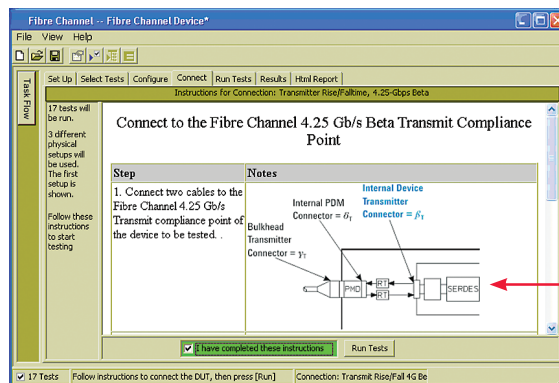 Fibre Channel -- Fibre Channel Device*
File View Help
Task Flow
Set Up Select Tests Configure Connect Run Tests Results Html Report
Instructions for Connection: Transmitter Rise/Falltime, 4.25-Gbps Beta
17 tests will
be run.
3 different
physical
setups will
be used.
The first
setup is
shown.
Follow these
instructions
to start
testing
Connect to the Fibre Channel 4.25 Gb/s Beta Transmit Compliance
Point
Step
Notes
1. Connect two cables to the
Fibre Channel 4.25 Gb/s
Transmit compliance point of
the device to be tested. .
Internal Device
Transmitter
Connector = βT
Internal PDM
Connector = δT
Bulkhead
Transmitter
Connector = γT
PMD
RT
RT
SERDES
I have completed these instructions
Run Tests
17 Tests
Follow instructions to connect the DUT, then press [Run]
Connection: Transmit Rise/Fall 4G Be